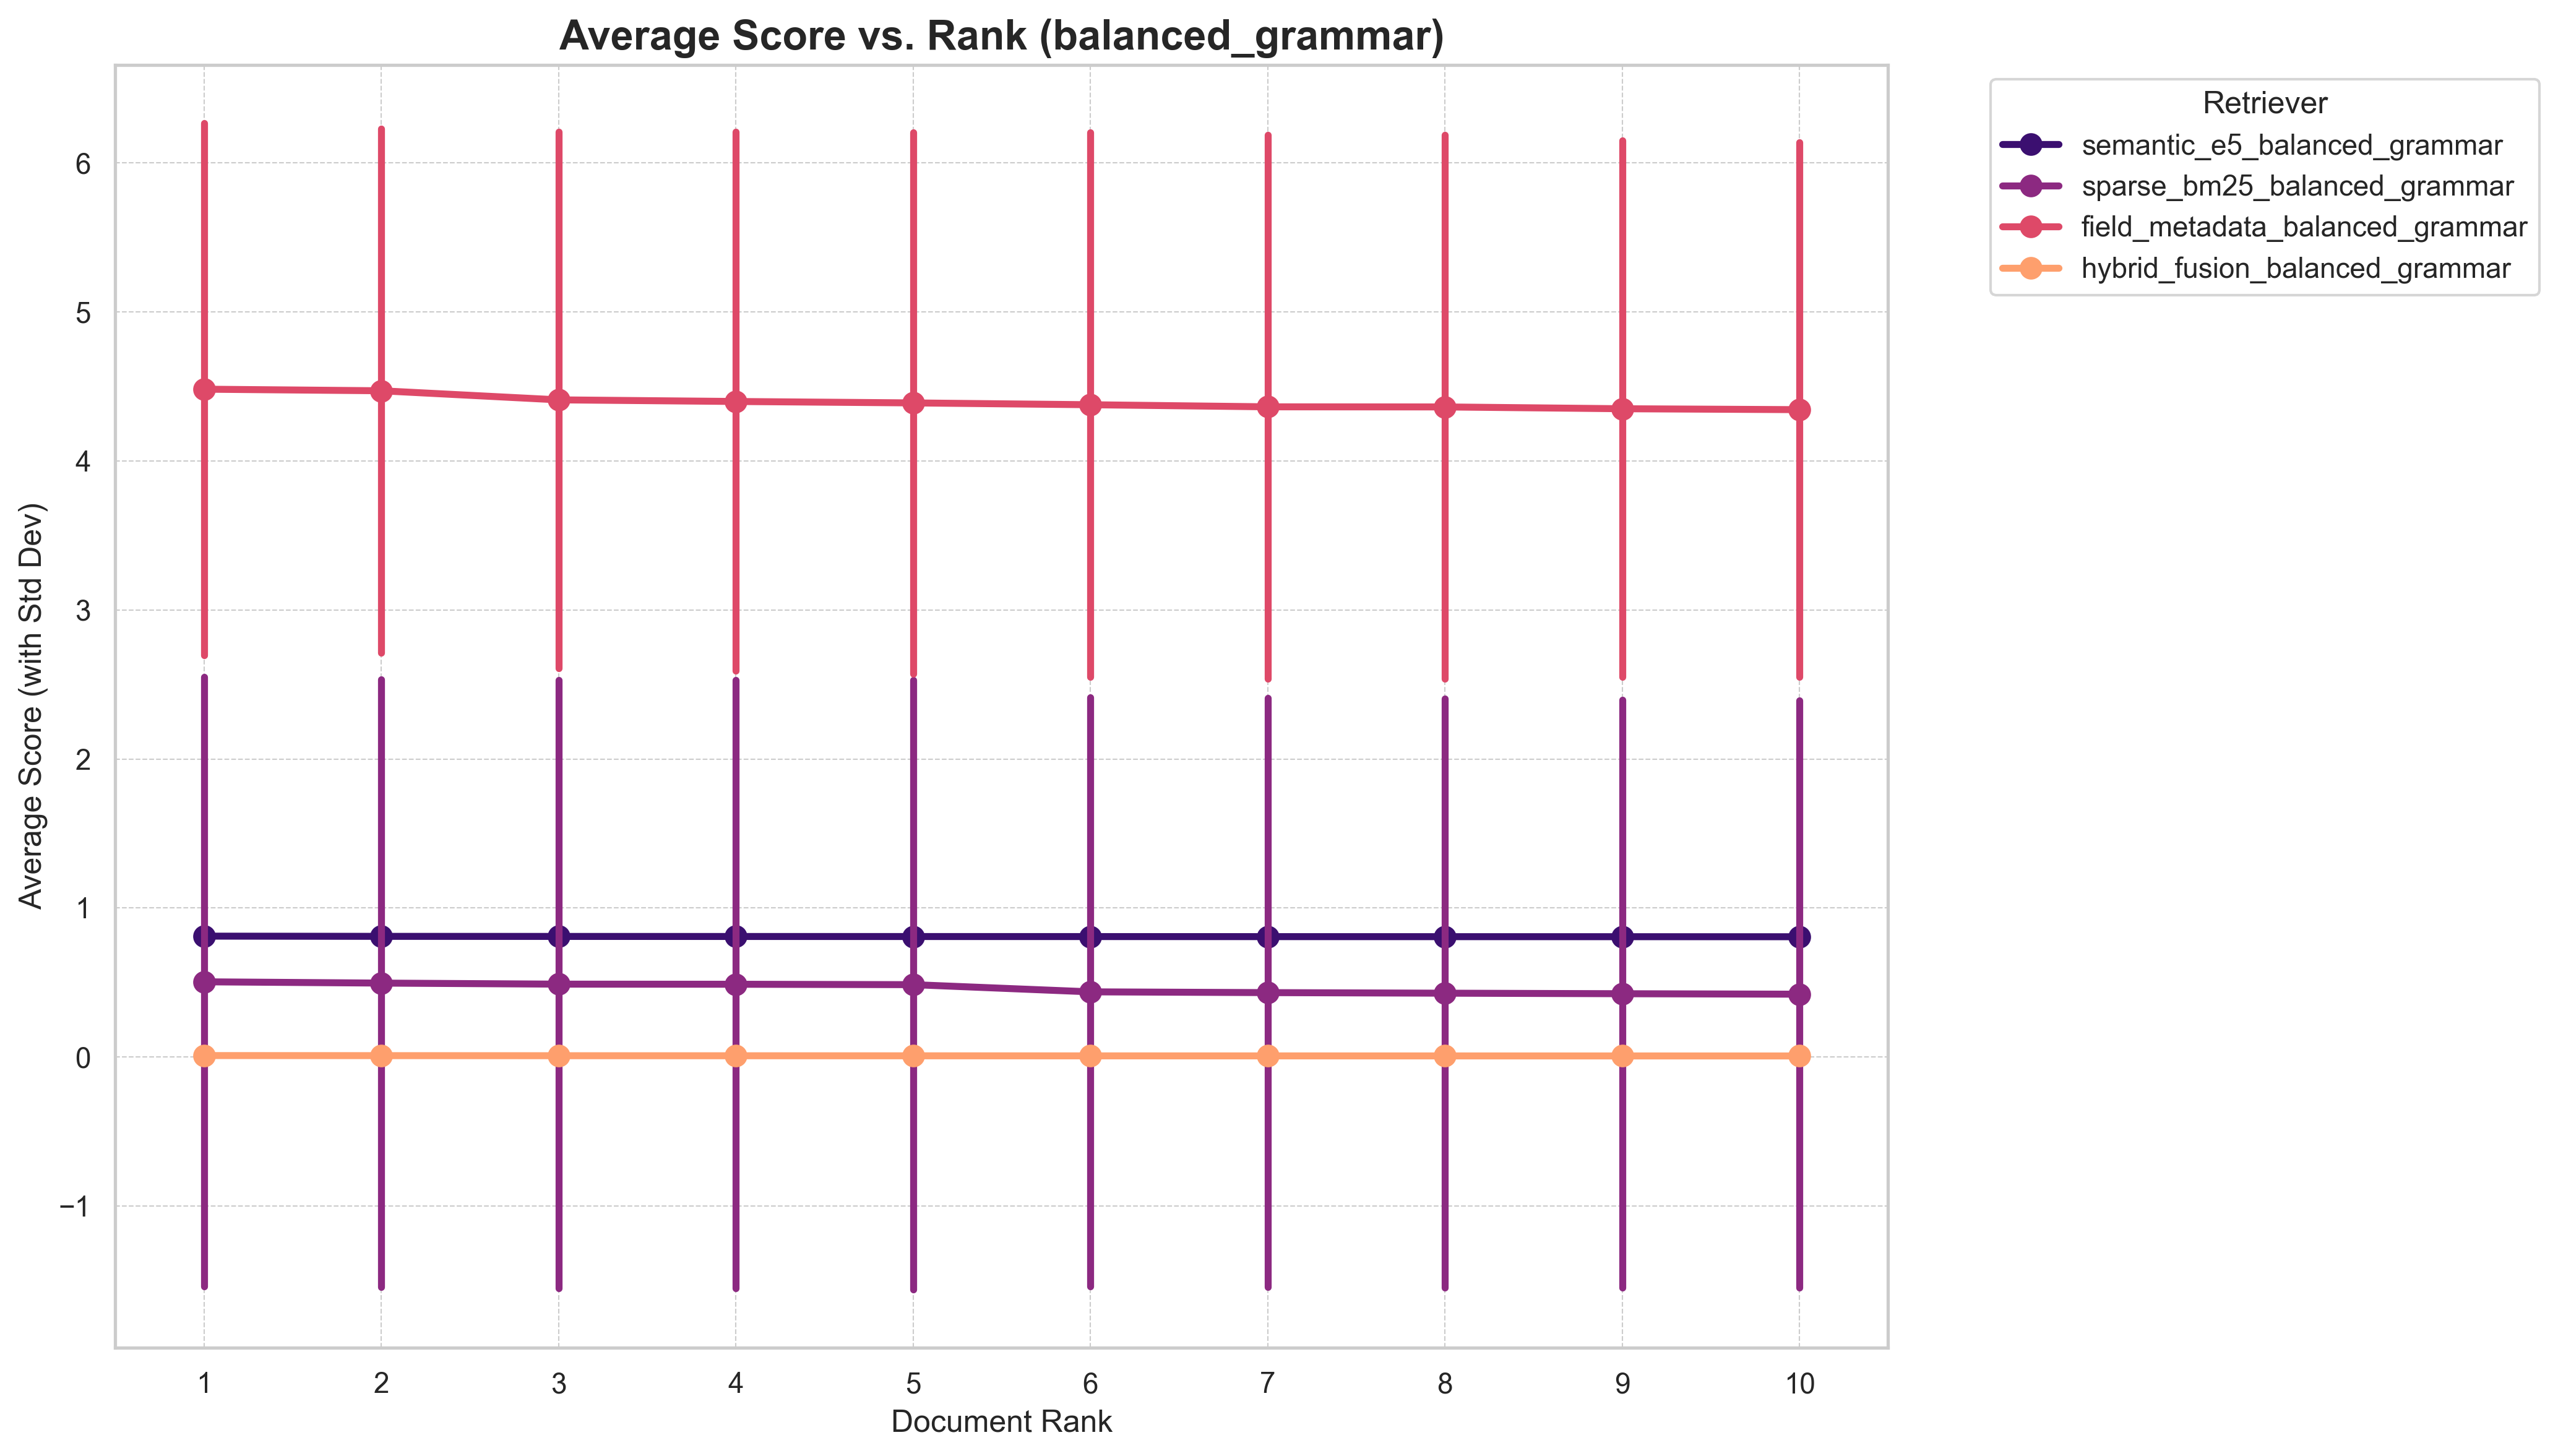 Average Score vs. Rank (balanced_grammar)
Retriever
semantic_e5_balanced_grammar
sparse_bm25_balanced_grammar
field_metadata_balanced_grammar
hybrid_fusion_balanced_grammar
Average Score (with Std Dev)
6
5
4
3
2
1
0
−1
1 2 3 4 5 6 7 8 9 10
Document Rank